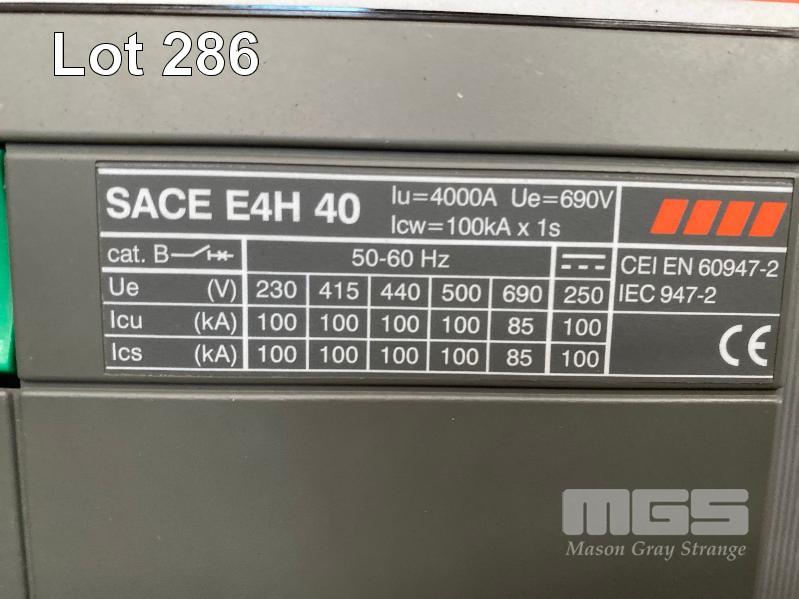 Lot 286
SACE E4H 40
Iu=4000A Ue=690V
Icw=100kA x 1s
cat. B
50-60 Hz
CEI EN 60947-2
IEC 947-2
Ue (V) 230 415 440 500 690 250
Icu (kA) 100 100 100 100 85 100
Ics (kA) 100 100 100 100 85 100
CE
MGS
Mason Gray Strange